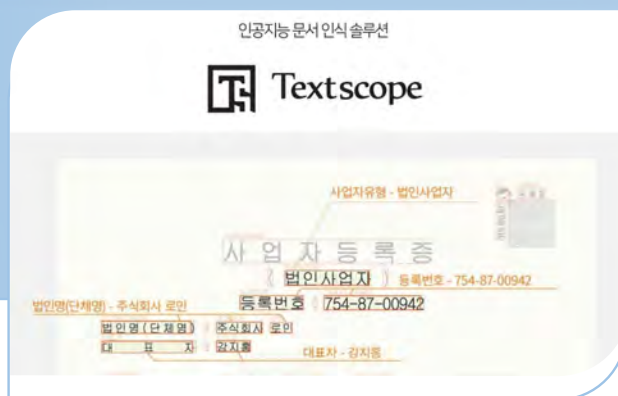 인공지능 문서 인식 솔루션
Textscope
사업자유형 - 법인사업자
사 업 자 등 록 증
( 법인사업자 ) 등록번호 - 754-87-00942
법인명(단체명) - 주식회사 로인
등록번호 : 754-87-00942
법인명(단체명) : 주식회사 로인
대 표 자 : 감지홍
대표자 - 감지홍